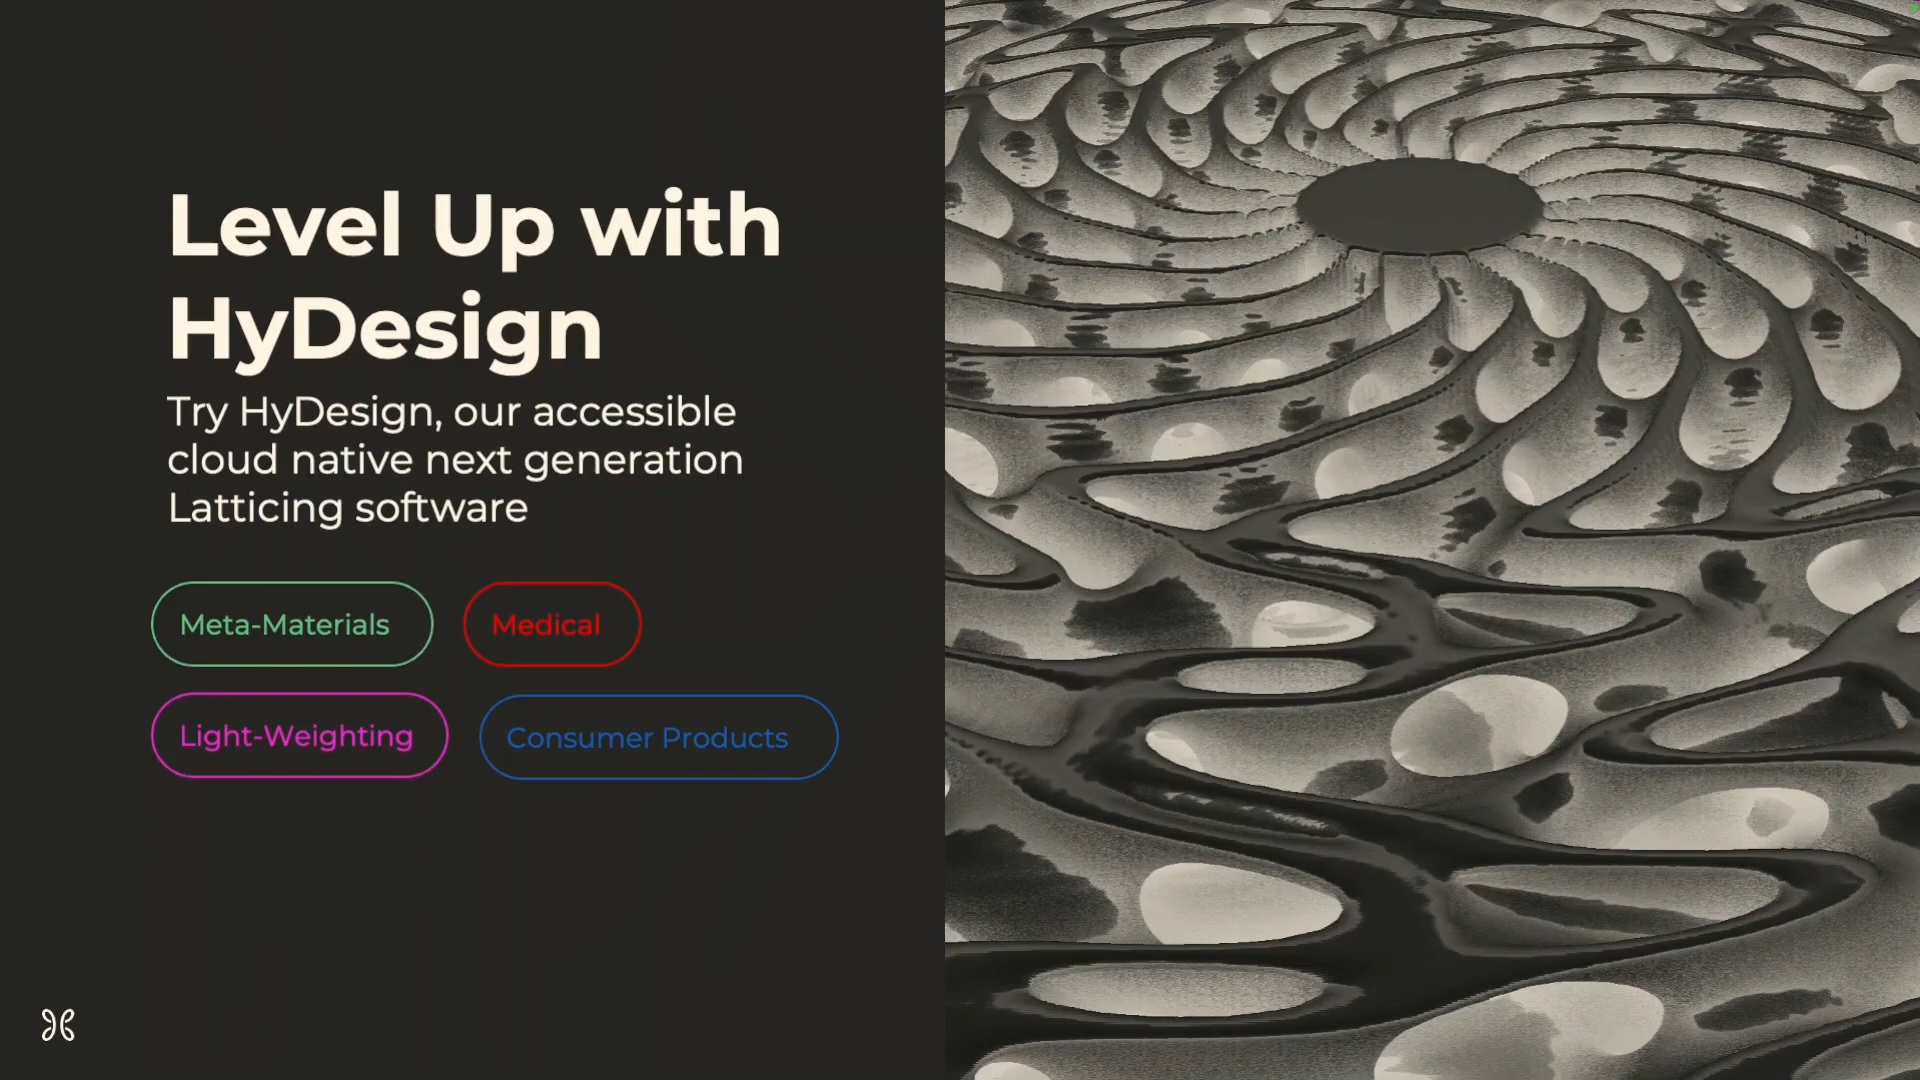 Level Up with
HyDesign
Try HyDesign, our accessible
cloud native next generation
Latticing software
Meta-Materials
Medical
Light-Weighting
Consumer Products